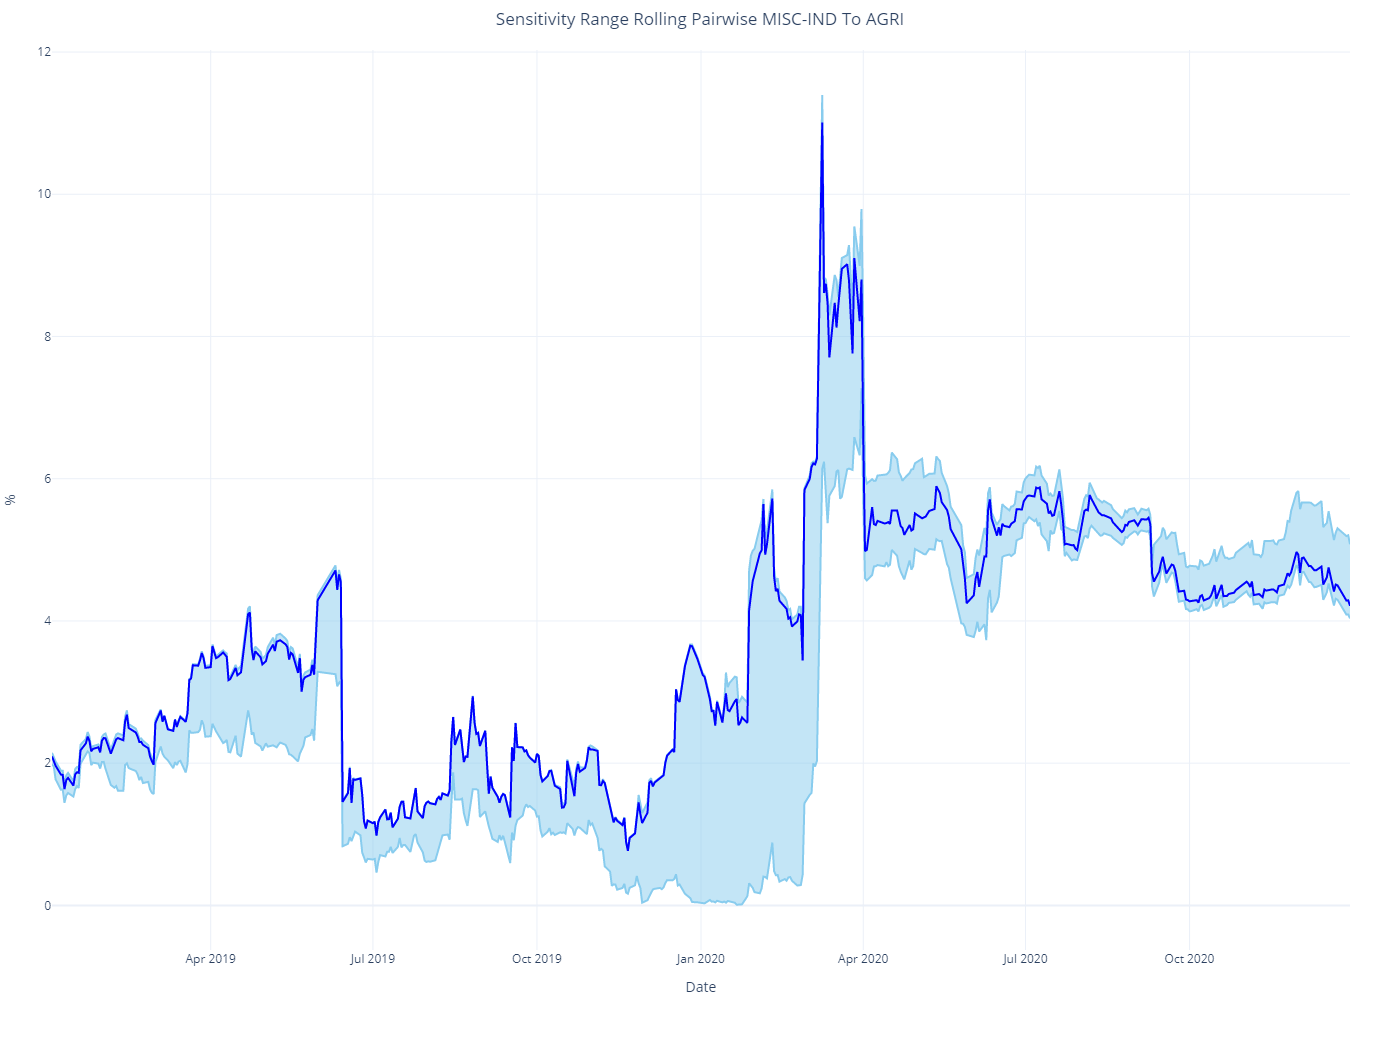 Sensitivity Range Rolling Pairwise MISC-IND To AGRI
12
10
8
6
4
2
0
%
Apr 2019
Jul 2019
Oct 2019
Jan 2020
Apr 2020
Jul 2020
Oct 2020
Date